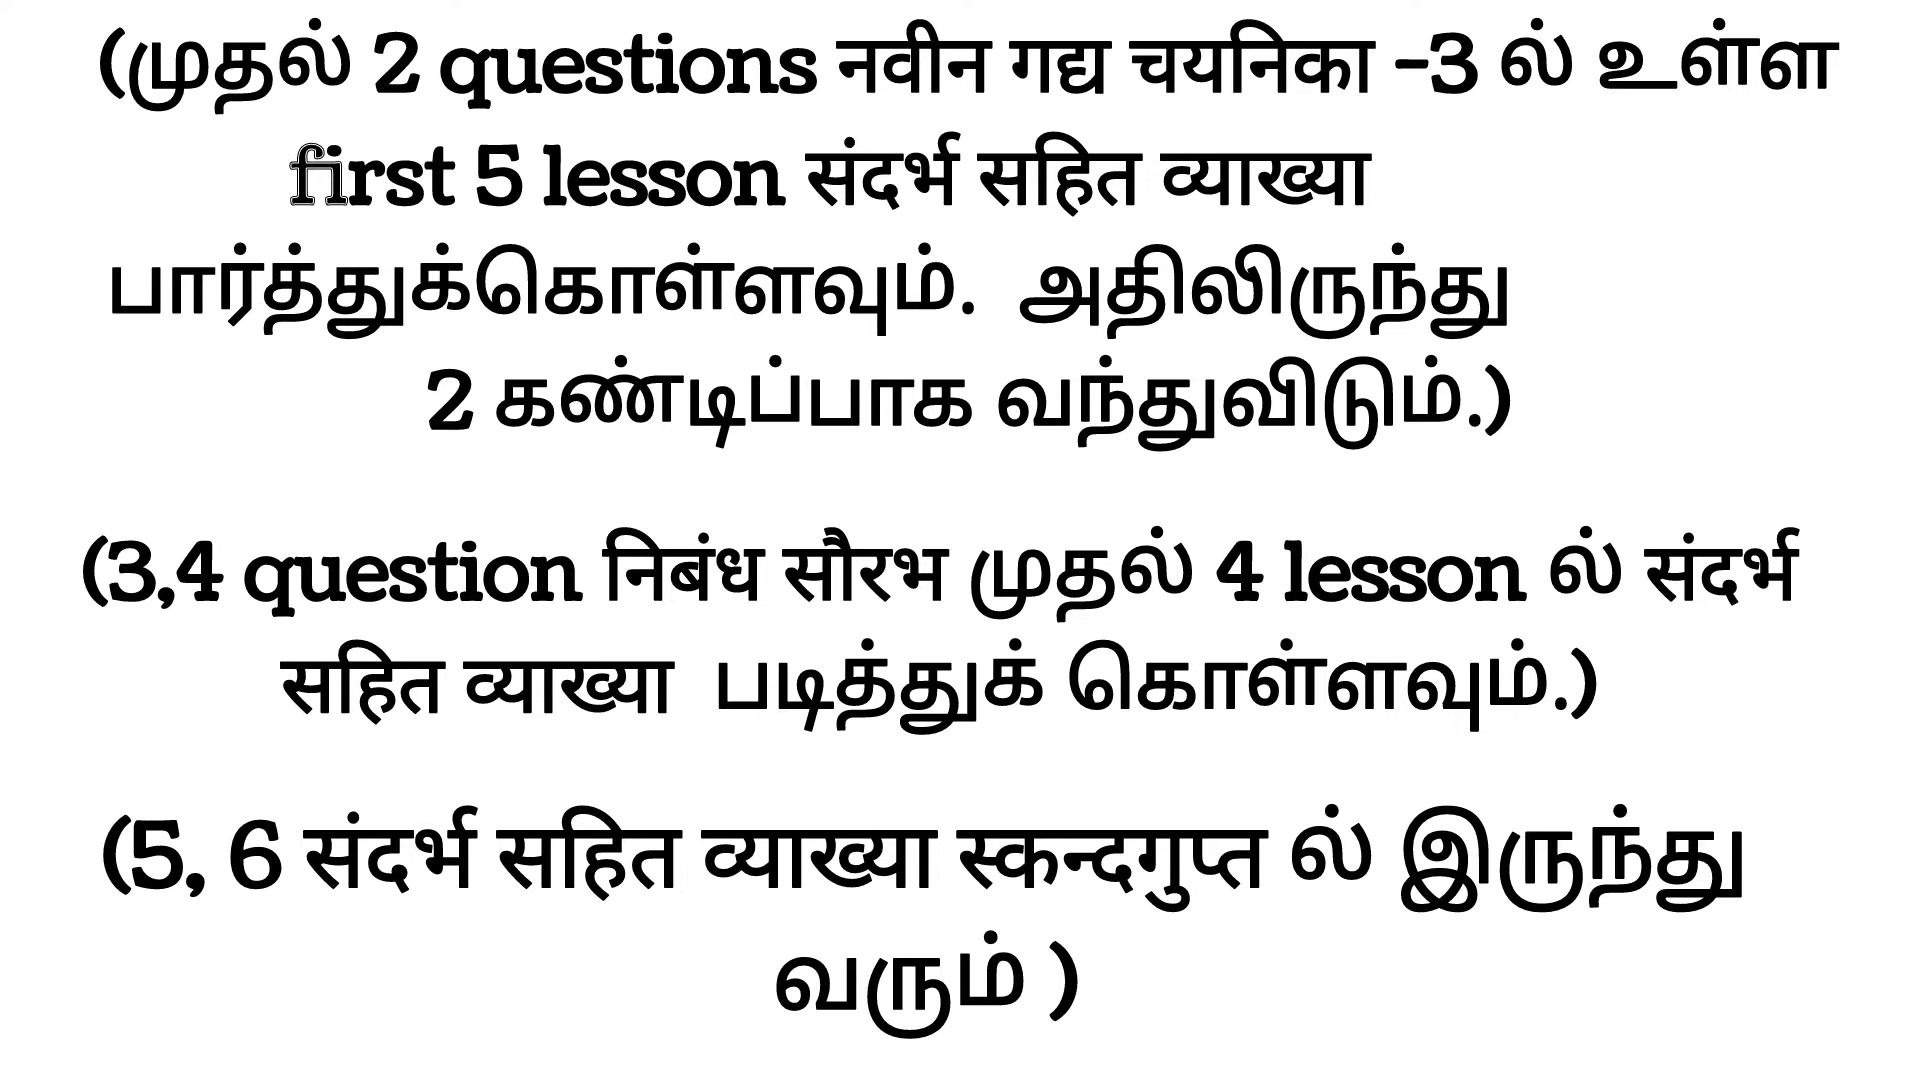 (முதல் 2 questions नवीन गद्य चयनिका -3 ல் உள்ள
first 5 lesson संदर्भ सहित व्याख्या
பார்த்துக்கொள்ளவும். அதிலிருந்து
2 கண்டிப்பாக வந்துவிடும்.)
(3,4 question निबंध सौरभ முதல் 4 lesson ல் संदर्भ
सहित व्याख्या படித்துக் கொள்ளவும்.)
(5, 6 संदर्भ सहित व्याख्या स्कन्दगुप्त ல் இருந்து
வரும் )